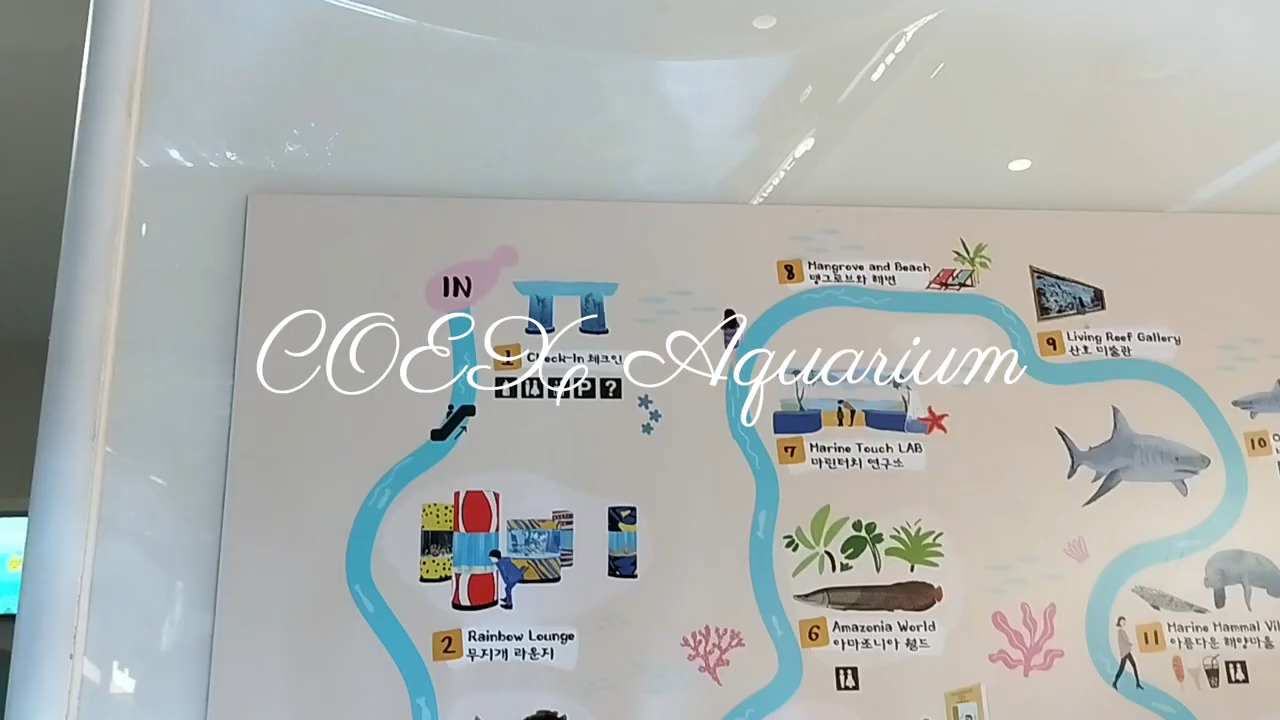 COEX Aquarium
IN
1 Check-In 체크인
P ?
2 Rainbow Lounge
무지개 라운지
8 Mangrove and Beach
맹그로브와 해변
9 Living Reef Gallery
산호 미술관
7 Marine Touch LAB
마린터치 연구소
10
6 Amazonia World
아마조니아 월드
11 Marine Mammal
아름다운 해양마을